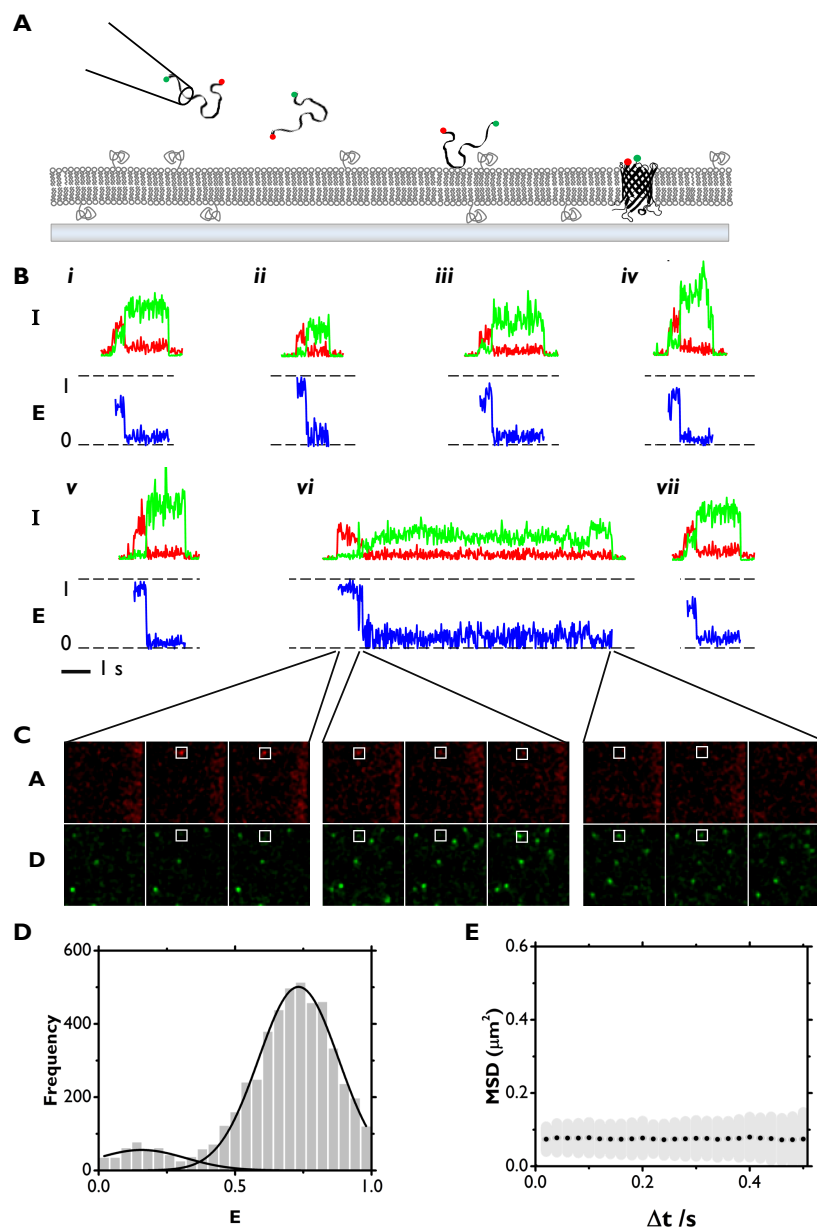 A
B
i ii iii iv
I
1
E
0
v vi vii
I
1
E
0
1 s
C
A
D
D E
600
400
200
0
Frequency
0.0 0.5 1.0
E
0.6
0.4
0.2
0.0
MSD (μm²)
0.0 0.2 0.4
Δt /s